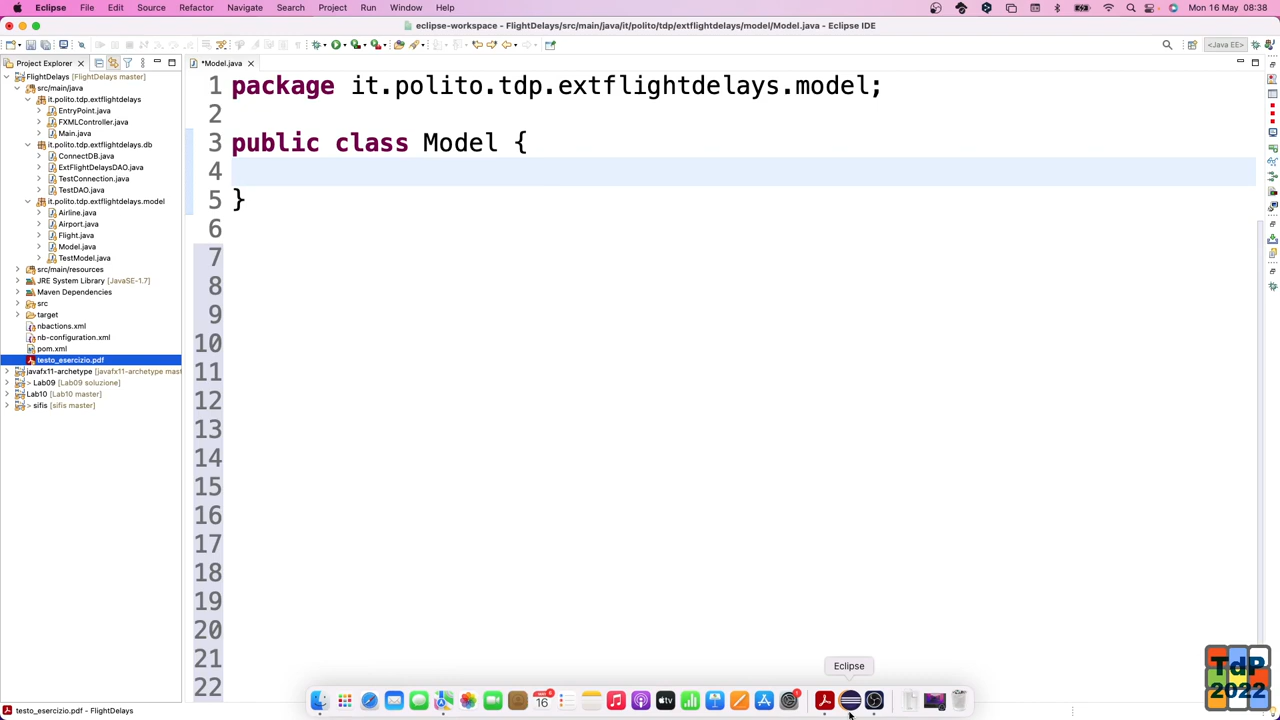 Eclipse File Edit Source Refactor Navigate Search Project Run Window Help Mon 16 May 08:38
eclipse-workspace - FlightDelays/src/main/java/it/polito/tdp/extflightdelays/model/Model.java - Eclipse IDE
<Java EE>
Project Explorer
*Model.java
FlightDelays [FlightDelays master]
src/main/java
it.polito.tdp.extflightdelays
EntryPoint.java
FXMLController.java
Main.java
it.polito.tdp.extflightdelays.db
ConnectDB.java
ExtFlightDelaysDAO.java
TestConnection.java
TestDAO.java
it.polito.tdp.extflightdelays.model
Airline.java
Airport.java
Flight.java
Model.java
TestModel.java
src/main/resources
JRE System Library [JavaSE-1.7]
Maven Dependencies
src
target
nbactions.xml
nb-configuration.xml
pom.xml
testo_esercizio.pdf
javafx11-archetype [javafx11-archetype mast
> Lab09 [Lab09 soluzione]
Lab10 [Lab10 master]
> sifis [sifis master]
1 package it.polito.tdp.extflightdelays.model;
2
3 public class Model {
4
5 }
6
7
8
9
10
11
12
13
14
15
16
17
18
19
20
21
22
Eclipse
16
tv
TdP
2022
testo_esercizio.pdf - FlightDelays